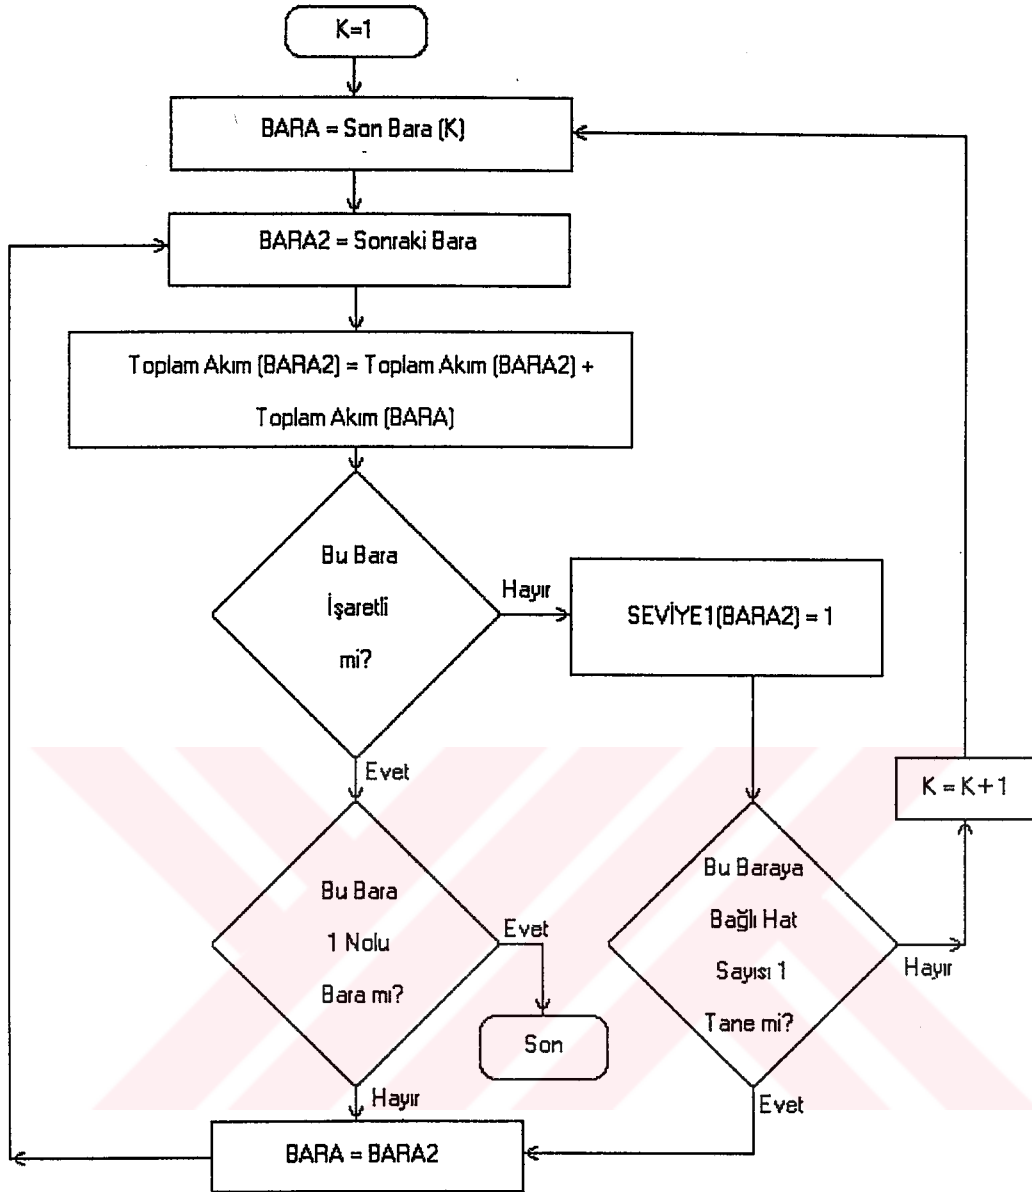 K=1
BARA = Son Bara (K)
BARA2 = Sonraki Bara
Toplam Akım (BARA2) = Toplam Akım (BARA2) +
Toplam Akım (BARA)
Bu Bara
İşaretli
mi?
Hayır
SEVİYE1(BARA2) = 1
Evet
K = K+1
Bu Bara
1 Nolu
Bara mı?
Evet
Son
Bu Baraya
Bağlı Hat
Sayısı 1
Tane mi?
Hayır
Hayır
Evet
BARA = BARA2